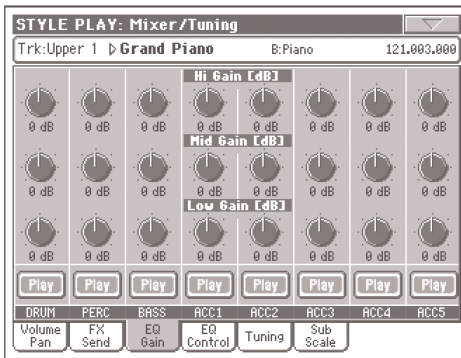 STYLE PLAY: Mixer/Tuning
Trk:Upper 1 ▷Grand Piano B:Piano 121.003.000
Hi Gain [dB]
0 dB 0 dB 0 dB 0 dB 0 dB 0 dB 0 dB 0 dB
Mid Gain [dB]
0 dB 0 dB 0 dB 0 dB 0 dB 0 dB 0 dB 0 dB
Low Gain [dB]
0 dB 0 dB 0 dB 0 dB 0 dB 0 dB 0 dB 0 dB
Play Play Play Play Play Play Play Play
DRUM PERC BASS ACC1 ACC2 ACC3 ACC4 ACC5
Volume FX EQ EQ Tuning Sub
Pan Send Gain Control Scale